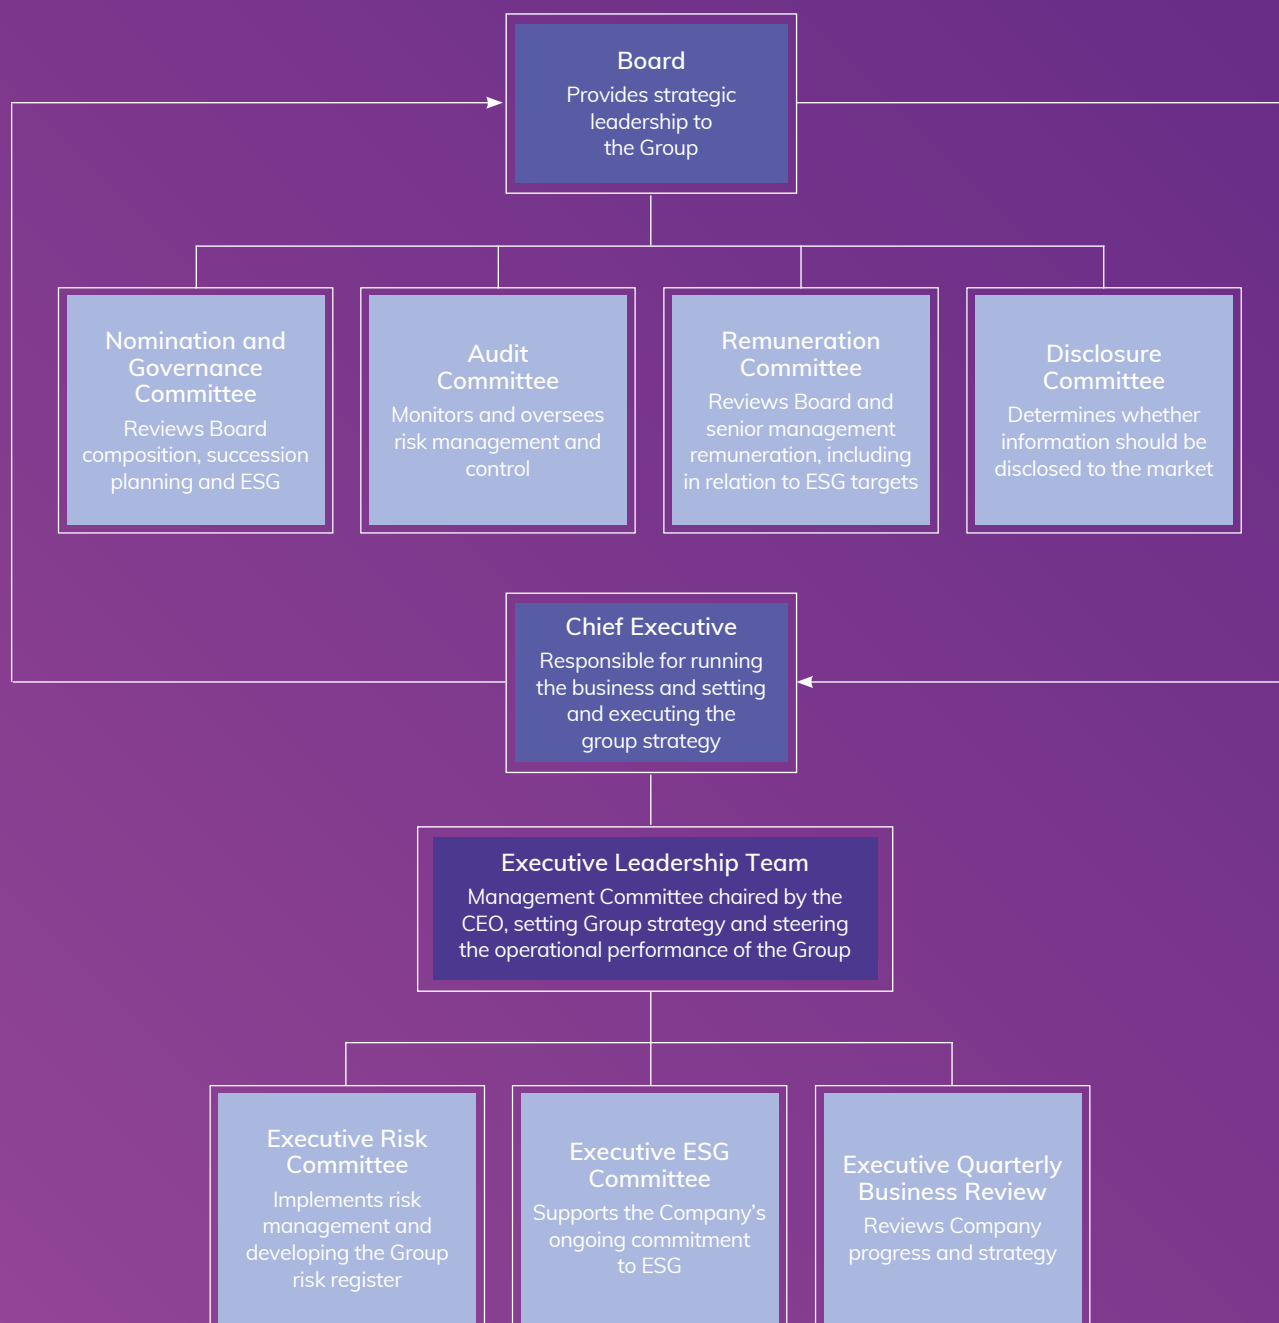 Board
Provides strategic
leadership to
the Group
Nomination and
Governance
Committee
Reviews Board
composition, succession
planning and ESG
Audit
Committee
Monitors and oversees
risk management and
control
Remuneration
Committee
Reviews Board and
senior management
remuneration, including
in relation to ESG targets
Disclosure
Committee
Determines whether
information should be
disclosed to the market
Chief Executive
Responsible for running
the business and setting
and executing the
group strategy
Executive Leadership Team
Management Committee chaired by the
CEO, setting Group strategy and steering
the operational performance of the Group
Executive Risk
Committee
Implements risk
management and
developing the Group
risk register
Executive ESG
Committee
Supports the Company’s
ongoing commitment
to ESG
Executive Quarterly
Business Review
Reviews Company
progress and strategy